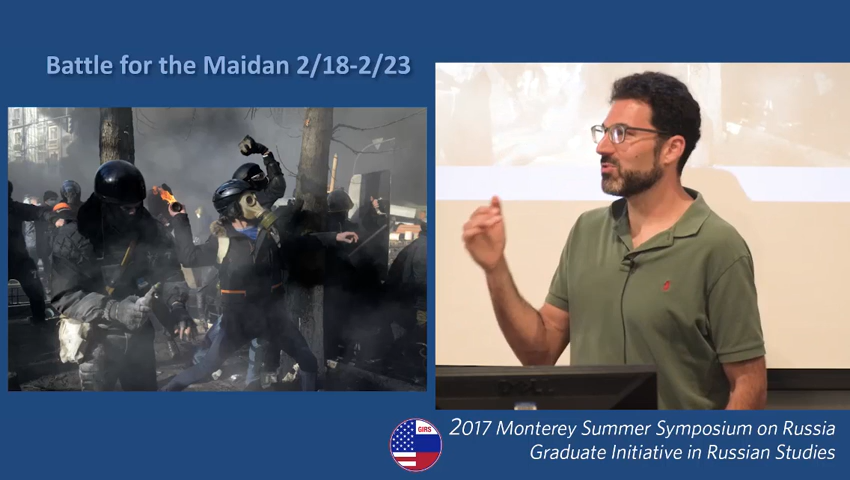 Battle for the Maidan 2/18-2/23
DELL
GIRS
2017 Monterey Summer Symposium on Russia
Graduate Initiative in Russian Studies